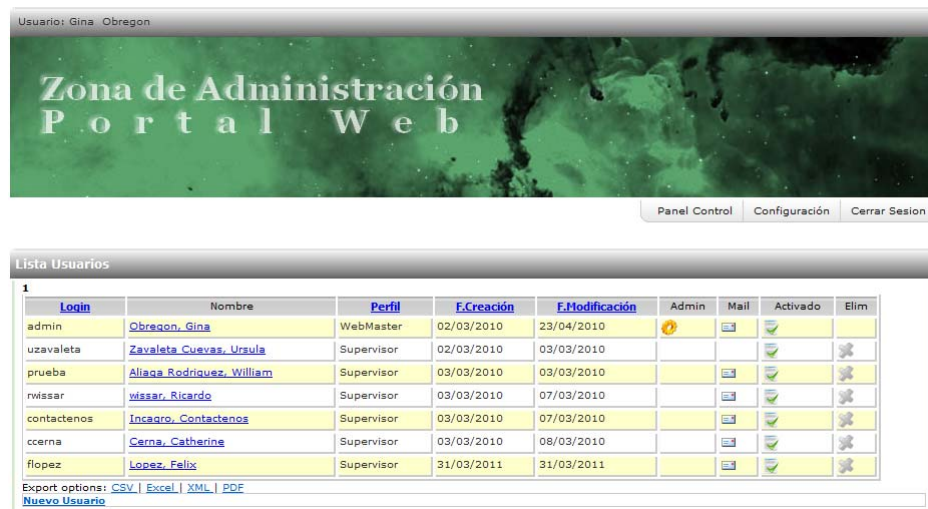 Usuario: Gina Obregon
Zona de Administración
Portal Web
Panel Control Configuración Cerrar Sesion
Lista Usuarios
1
Login Nombre Perfil F.Creación F.Modificación Admin Mail Activado Elim
admin Obregon, Gina WebMaster 02/03/2010 23/04/2010
uzavaleta Zavaleta Cuevas, Ursula Supervisor 02/03/2010 03/03/2010
prueba Aliaga Rodriguez, William Supervisor 03/03/2010 03/03/2010
rwissar wissar, Ricardo Supervisor 03/03/2010 07/03/2010
contactenos Incagro, Contactenos Supervisor 03/03/2010 07/03/2010
ccerna Cerna, Catherine Supervisor 03/03/2010 08/03/2010
flopez Lopez, Felix Supervisor 31/03/2011 31/03/2011
Export options: CSV | Excel | XML | PDF
Nuevo Usuario